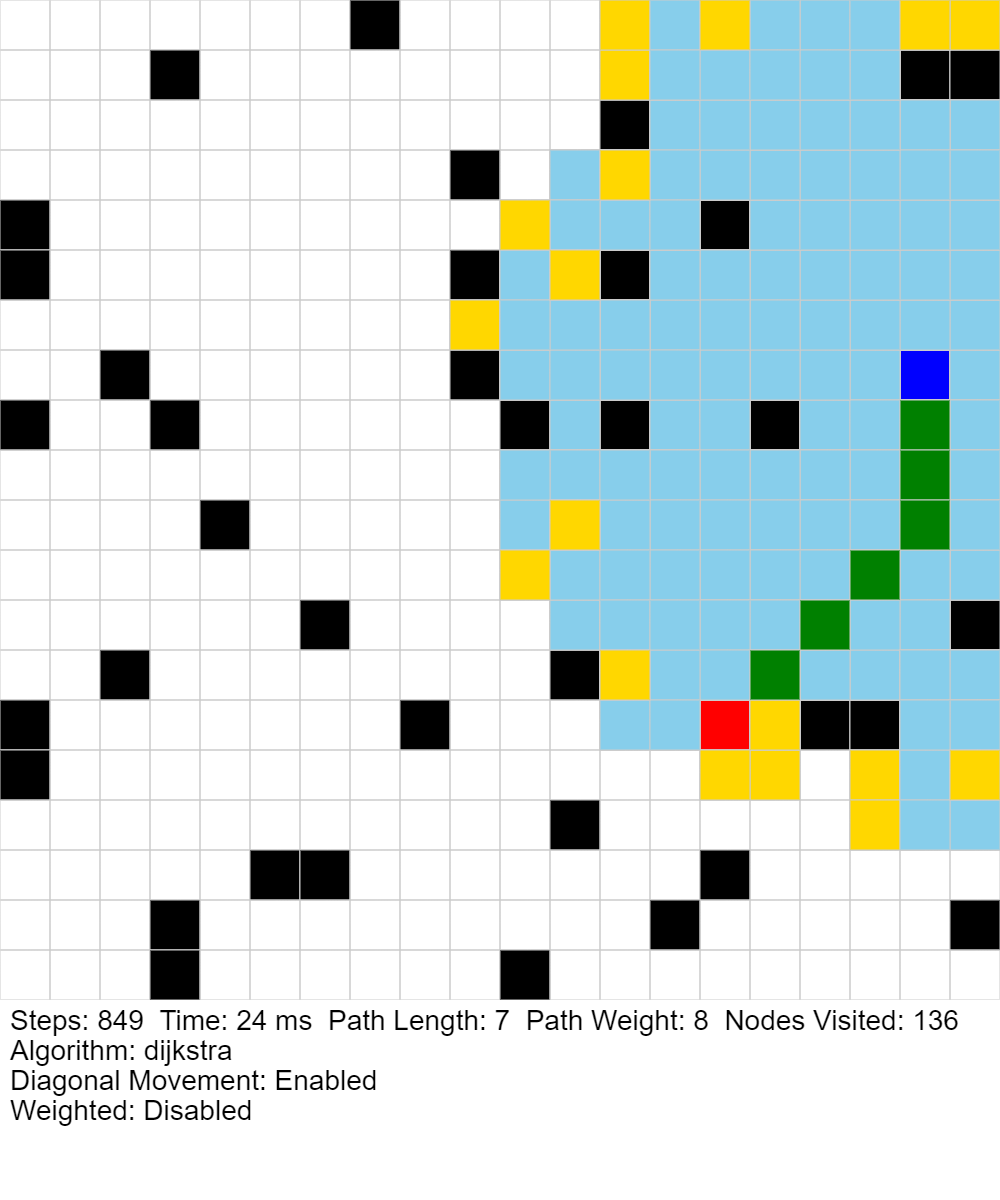 Steps: 849  Time: 24 ms  Path Length: 7  Path Weight: 8  Nodes Visited: 136
Algorithm: dijkstra
Diagonal Movement: Enabled
Weighted: Disabled